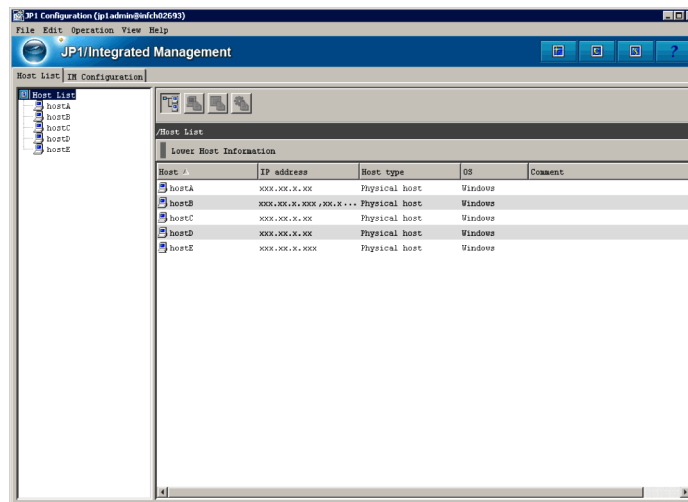 JP1 Configuration (jp1admin@infch02693)
File Edit Operation View Help
JP1/Integrated Management
?
Host List IM Configuration
Host List
hostA
hostB
hostC
hostD
hostE
/Host List
Lower Host Information
Host IP address Host type OS Comment
hostA xxx.xx.x.xx Physical host Windows
hostB xxx.xx.x.xxx,xx.x... Physical host Windows
hostC xxx.xx.x.xx Physical host Windows
hostD xxx.xx.x.xx Physical host Windows
hostE xxx.xx.x.xxx Physical host Windows